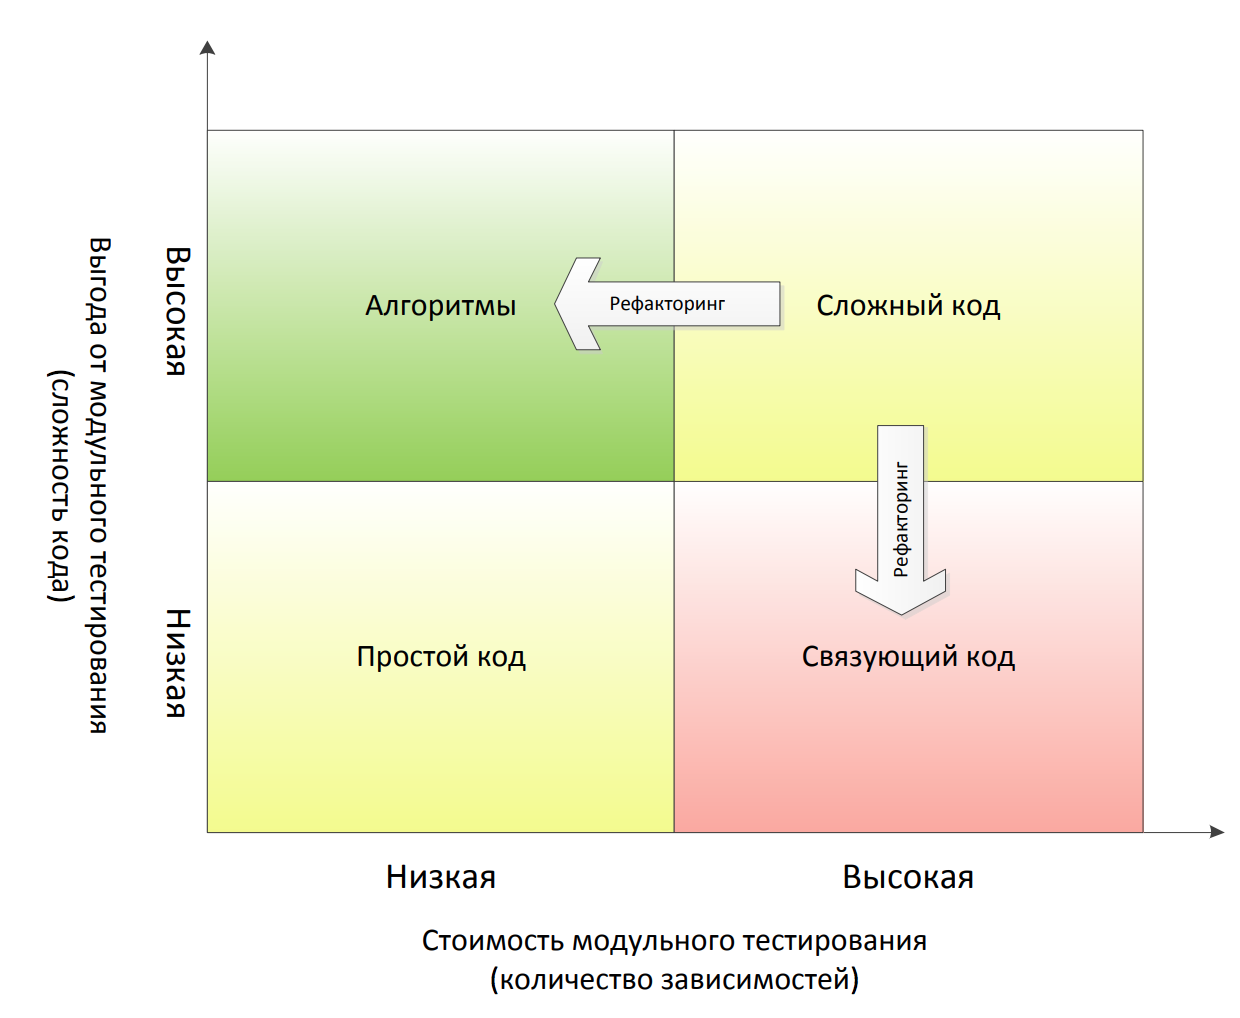 Выгода от модульного тестирования
(сложность кода)
Высокая
Низкая
Алгоритмы
Рефакторинг
Сложный код
Рефакторинг
Простой код
Связующий код
Низкая
Высокая
Стоимость модульного тестирования
(количество зависимостей)